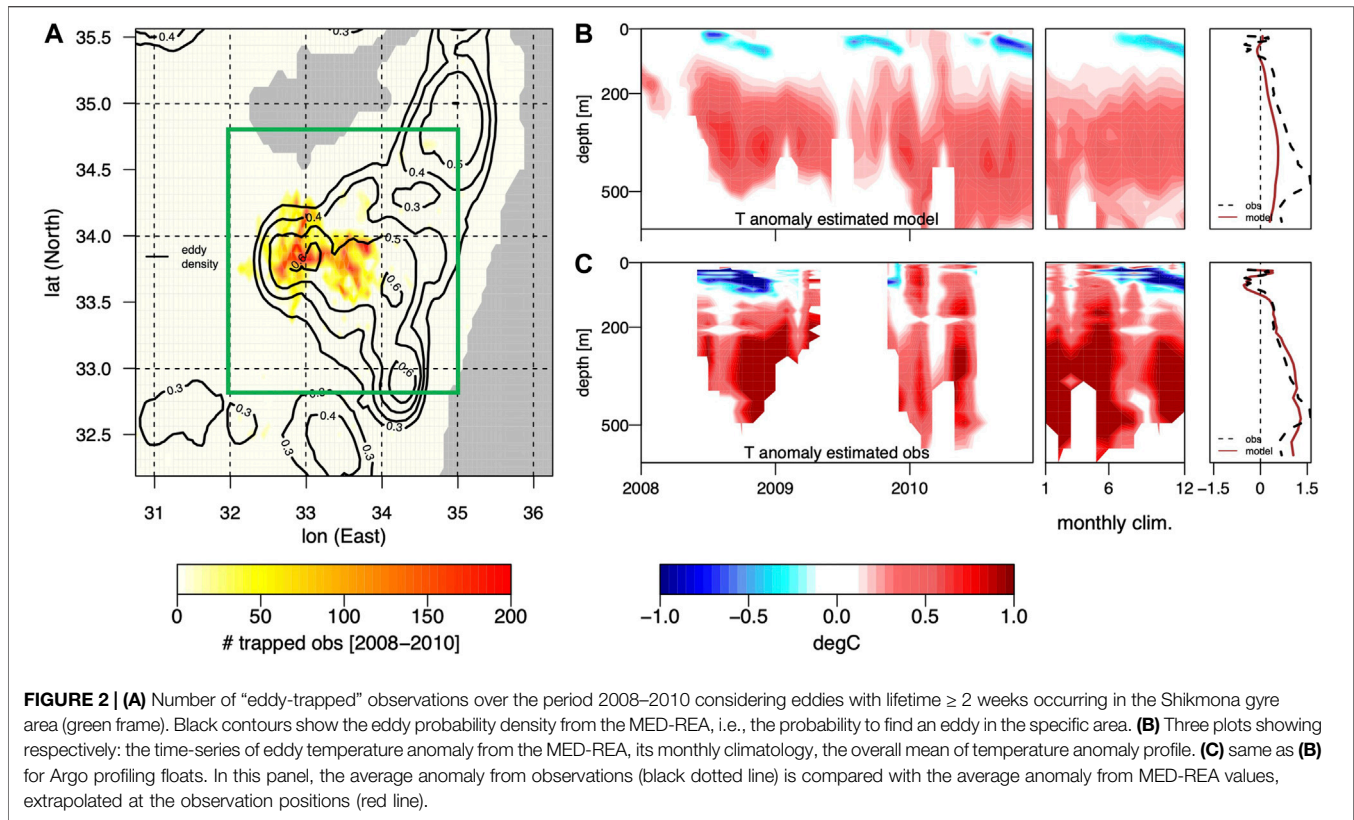 A
35.5
35.0
34.5
34.0
33.5
33.0
32.5
lat (North)
31
32
33
34
35
36
lon (East)
eddy
density
0.4
0.3
0.4
0.5
0.4
0.3
0.4
0.5
0.6
0.6
0.6
0.3
0.3
0.4
0.3
0.3
0.3
0.3
0
50
100
150
200
# trapped obs [2008−2010]
B
0
200
500
depth [m]
T anomaly estimated model
obs
model
C
0
200
500
depth [m]
T anomaly estimated obs
obs
model
2008
2009
2010
1
6
12
−1.5
0
1.5
monthly clim.
−1.0
−0.5
0.0
0.5
1.0
degC
FIGURE 2 | (A) Number of “eddy-trapped” observations over the period 2008–2010 considering eddies with lifetime ≥ 2 weeks occurring in the Shikmona gyre
area (green frame). Black contours show the eddy probability density from the MED-REA, i.e., the probability to find an eddy in the specific area. (B) Three plots showing
respectively: the time-series of eddy temperature anomaly from the MED-REA, its monthly climatology, the overall mean of temperature anomaly profile. (C) same as (B)
for Argo profiling floats. In this panel, the average anomaly from observations (black dotted line) is compared with the average anomaly from MED-REA values,
extrapolated at the observation positions (red line).